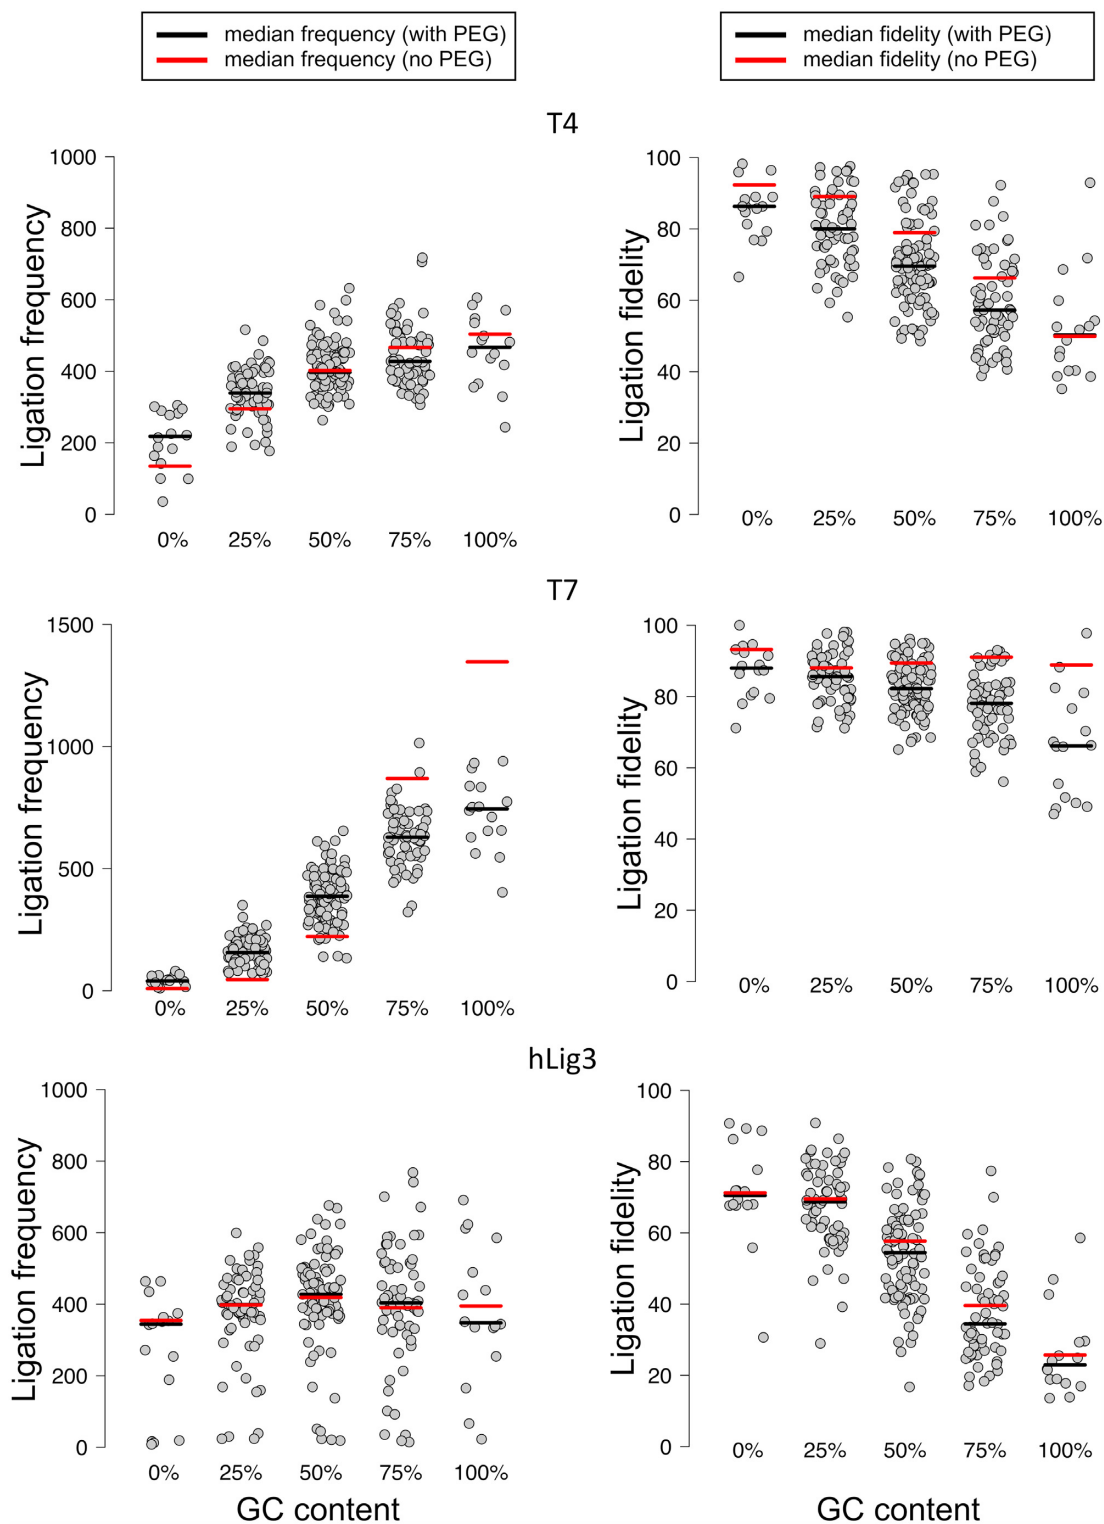 median frequency (with PEG)
median frequency (no PEG)
median fidelity (with PEG)
median fidelity (no PEG)
T4
Ligation frequency
1000
800
600
400
200
0
0% 25% 50% 75% 100%
Ligation fidelity
100
80
60
40
20
0
0% 25% 50% 75% 100%
T7
Ligation frequency
1500
1000
500
0
0% 25% 50% 75% 100%
Ligation fidelity
100
80
60
40
20
0
0% 25% 50% 75% 100%
hLig3
Ligation frequency
1000
800
600
400
200
0
0% 25% 50% 75% 100%
GC content
Ligation fidelity
100
80
60
40
20
0
0% 25% 50% 75% 100%
GC content